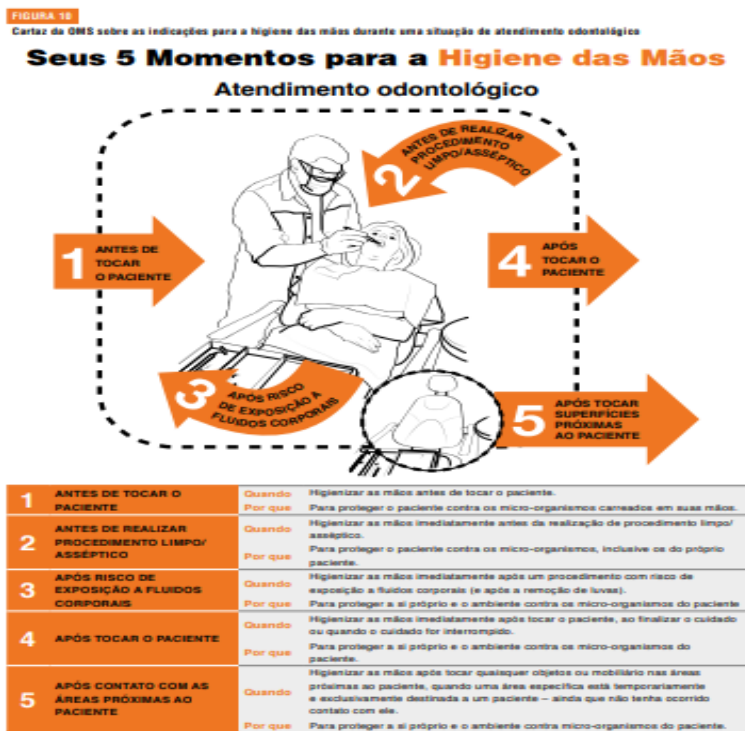 FIGURA 10
Cartaz da OMS sobre as indicações para a higiene das mãos durante uma situação de atendimento odontológico
Seus 5 Momentos para a Higiene das Mãos
Atendimento odontológico
1 ANTES DE
TOCAR
O PACIENTE
2 ANTES DE REALIZAR
PROCEDIMENTO
LIMPO/ASSÉPTICO
3 APÓS RISCO
DE EXPOSIÇÃO A
FLUIDOS CORPORAIS
4 APÓS
TOCAR O
PACIENTE
5 APÓS TOCAR
SUPERFÍCIES
PRÓXIMAS
AO PACIENTE
1 ANTES DE TOCAR O
PACIENTE
Quando Higienizar as mãos antes de tocar o paciente.
Por que Para proteger o paciente contra os micro-organismos carreados em suas mãos.
2 ANTES DE REALIZAR
PROCEDIMENTO LIMPO/
ASSÉPTICO
Quando Higienizar as mãos imediatamente antes da realização de procedimento limpo/
asséptico.
Por que Para proteger o paciente contra os micro-organismos, inclusive os do próprio
paciente.
3 APÓS RISCO DE
EXPOSIÇÃO A FLUIDOS
CORPORAIS
Quando Higienizar as mãos imediatamente após um procedimento com risco de
exposição a fluidos corporais (e após a remoção de luvas).
Por que Para proteger a si próprio e o ambiente contra os micro-organismos do paciente
4 APÓS TOCAR O PACIENTE
Quando Higienizar as mãos imediatamente após tocar o paciente, ao finalizar o cuidado
ou quando o cuidado for interrompido.
Por que Para proteger a si próprio e o ambiente contra os micro-organismos do
paciente.
5 APÓS CONTATO COM AS
ÁREAS PRÓXIMAS AO
PACIENTE
Quando Higienizar as mãos após tocar quaisquer objetos ou mobiliário nas áreas
próximas ao paciente, quando uma área específica está temporariamente
e exclusivamente destinada a um paciente – ainda que não tenha ocorrido
contato com ele.
Por que Para proteger a si próprio e o ambiente contra micro-organismos do paciente.